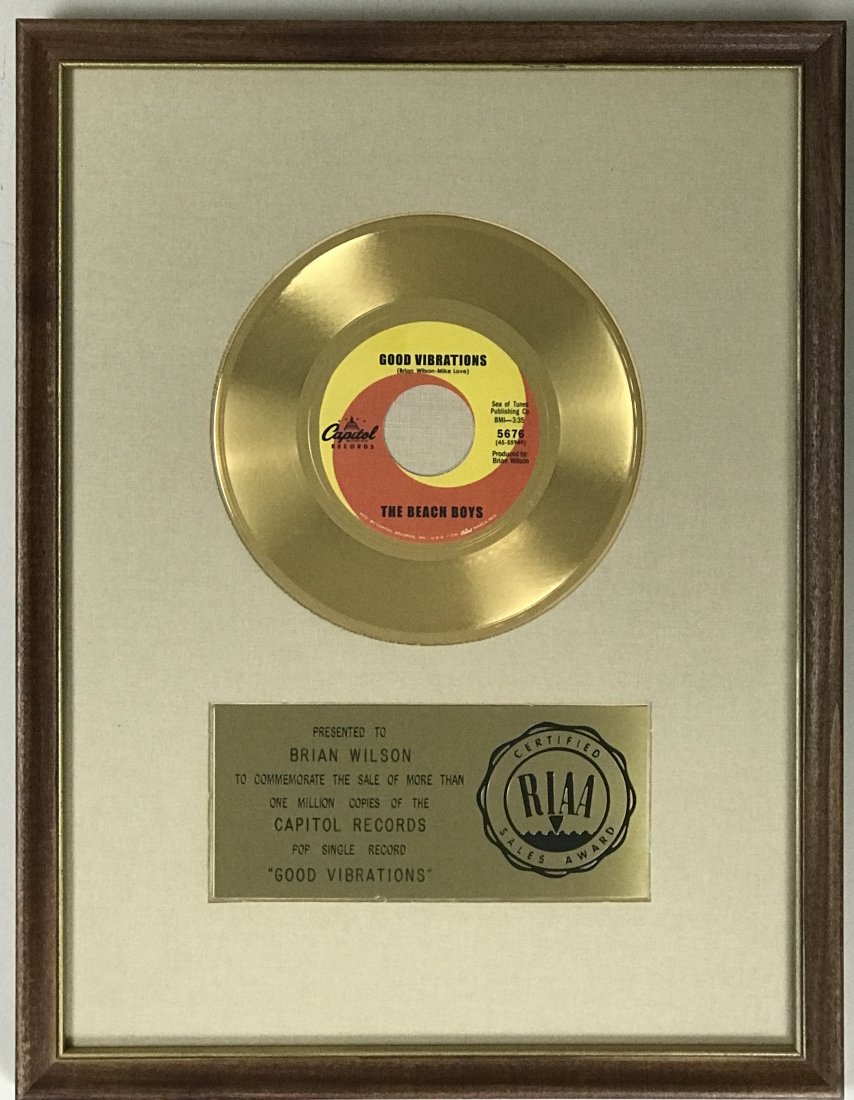 GOOD VIBRATIONS
(Brian Wilson-Mike Love)
Sea of Tunes
Publishing Co.
BMI—3:35
5676
Produced by:
Brian Wilson
Capitol
RECORDS
THE BEACH BOYS
PRESENTED TO
BRIAN WILSON
TO COMMEMORATE THE SALE OF MORE THAN
ONE MILLION COPIES OF THE
CAPITOL RECORDS
POP SINGLE RECORD
"GOOD VIBRATIONS"
CERTIFIED
RIAA
SALES AWARD